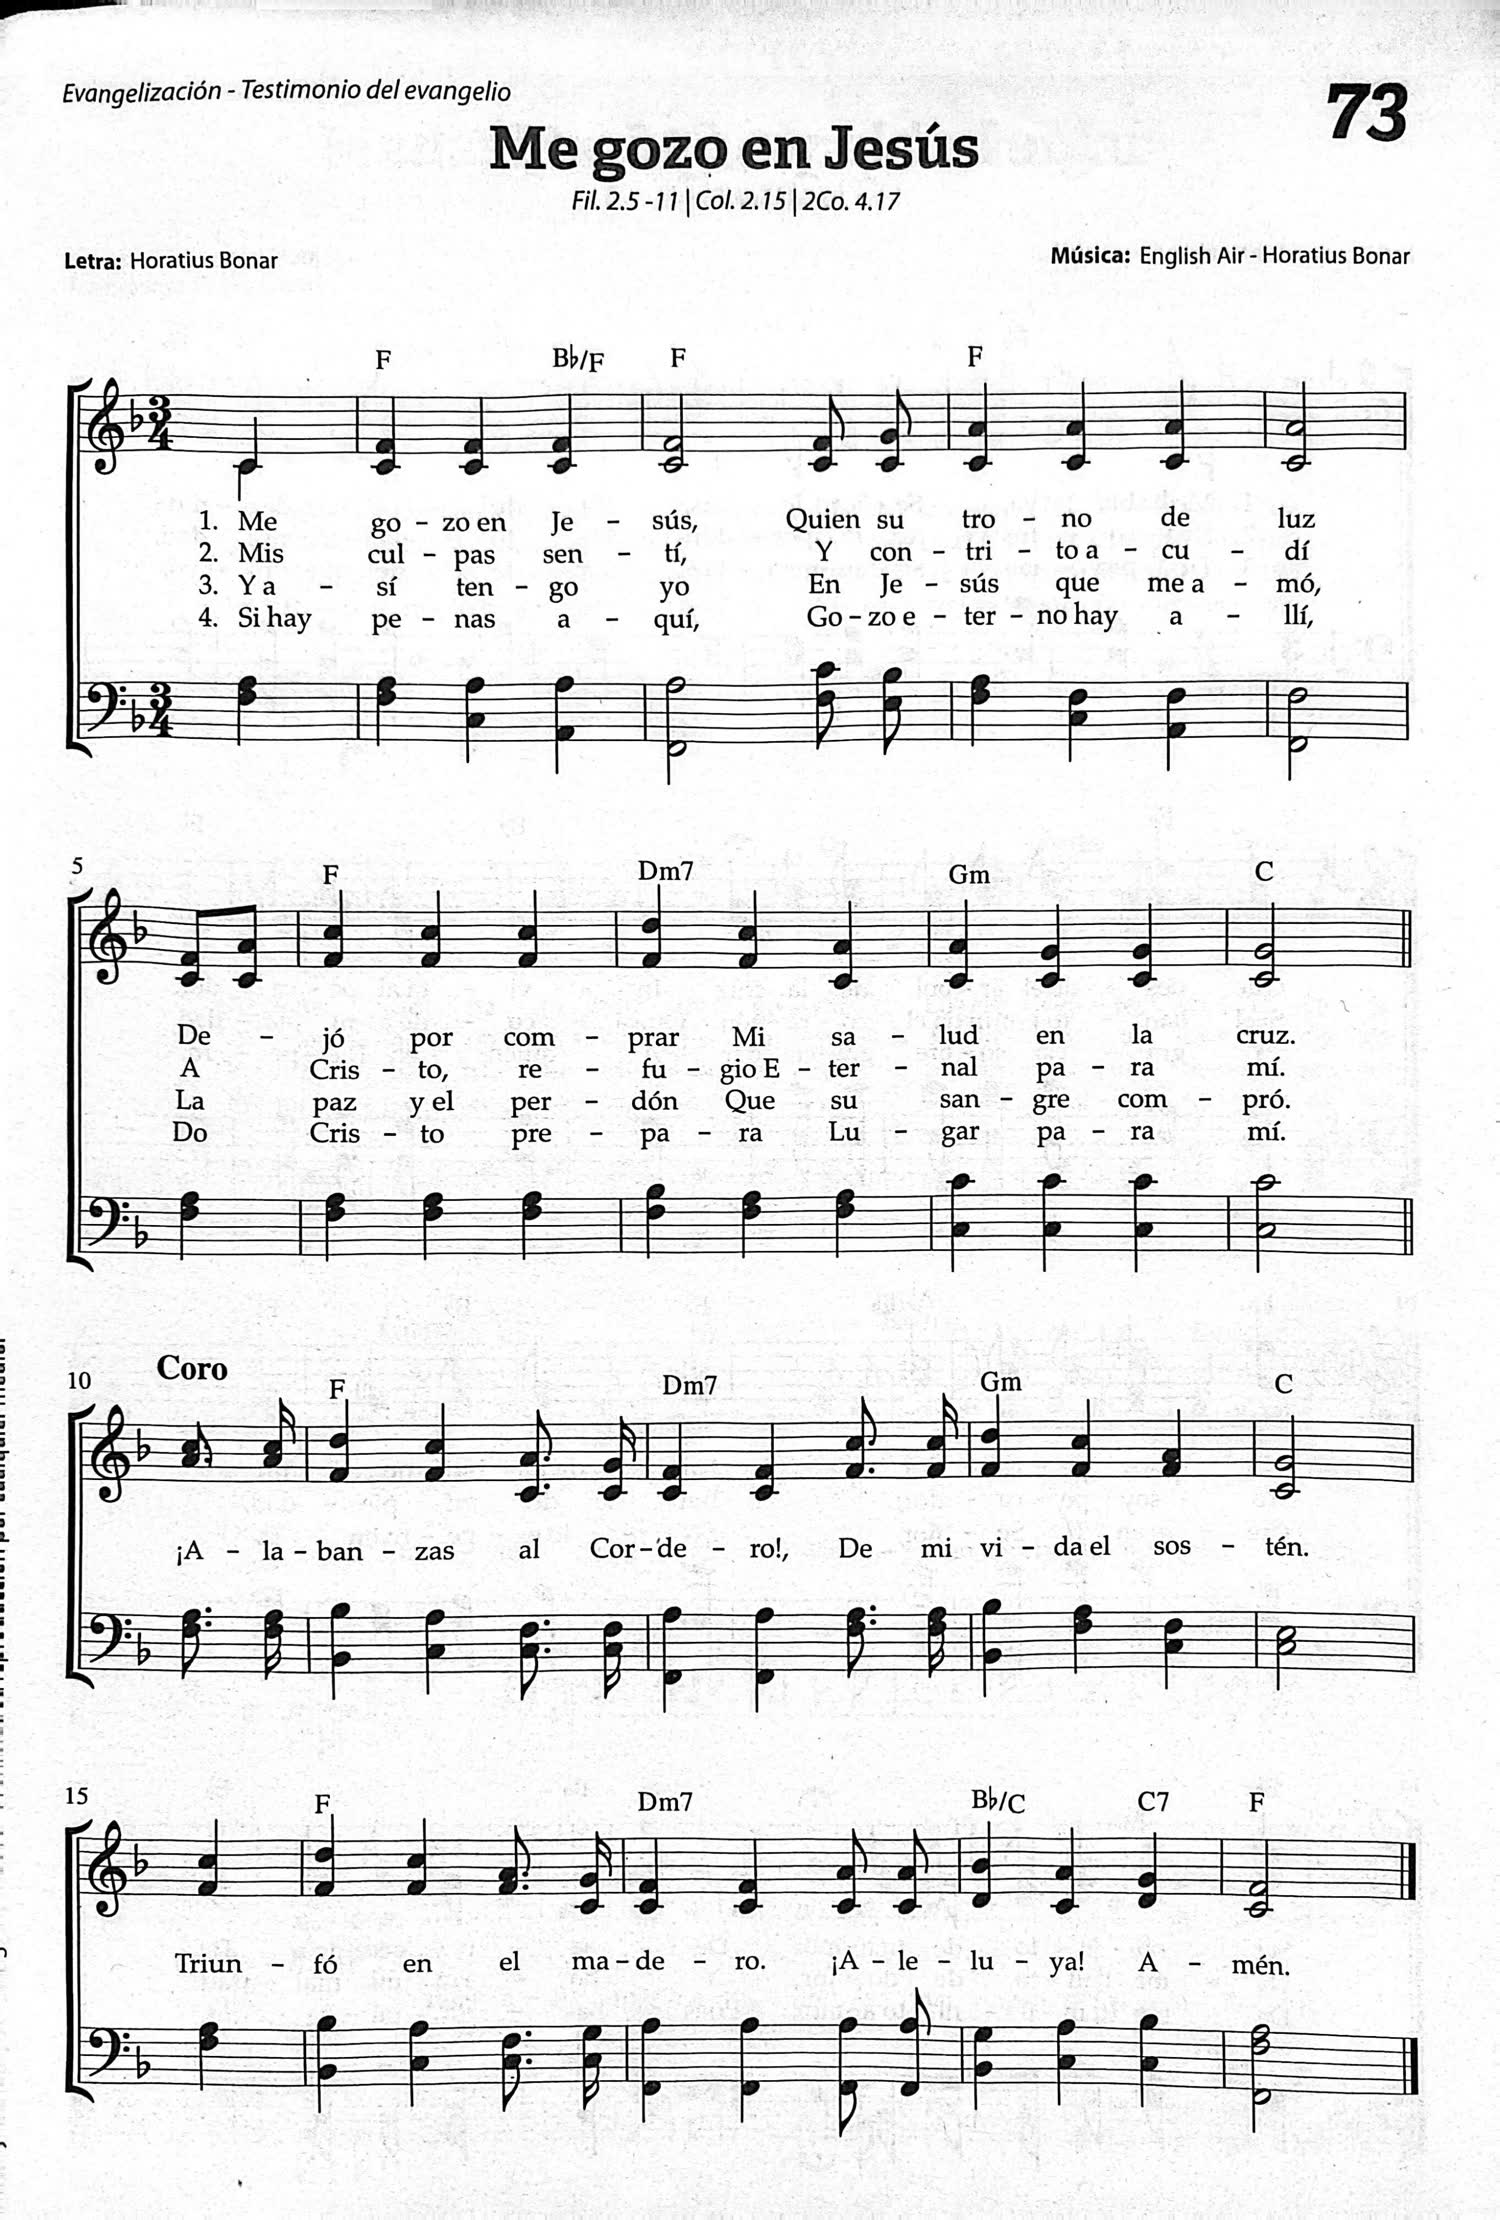 Evangelización - Testimonio del evangelio
73
Me gozo en Jesús
Fil. 2.5 -11 | Col. 2.15 | 2Co. 4.17
Letra: Horatius Bonar
Música: English Air - Horatius Bonar
F B♭/F F F
1. Me go - zo en Je - sús, Quien su tro - no de luz
2. Mis cul - pas sen - tí, Y con - tri - to a - cu - dí
3. Y a - sí ten - go yo En Je - sús que me a - mó,
4. Si hay pe - nas a - quí, Go - zo e - ter - no hay a - llí,
5
F Dm7 Gm C
De - jó por com - prar Mi sa - lud en la cruz.
A Cris - to, re - fu - gio E - ter - nal pa - ra mí.
La paz y el per - dón Que su san - gre com - pró.
Do Cris - to pre - pa - ra Lu - gar pa - ra mí.
10
Coro
F Dm7 Gm C
¡A - la - ban - zas al Cor - de - ro!, De mi vi - da el sos - tén.
15
F Dm7 B♭/C C7 F
Triun - fó en el ma - de - ro. ¡A - le - lu - ya! A - mén.